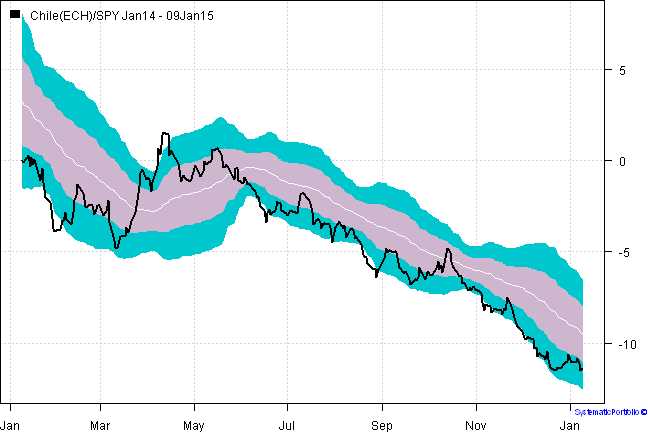 Chile(ECH)/SPY Jan14 - 09Jan15
5
0
-5
-10
SystematicPortfolio ©
Jan Mar May Jul Sep Nov Jan